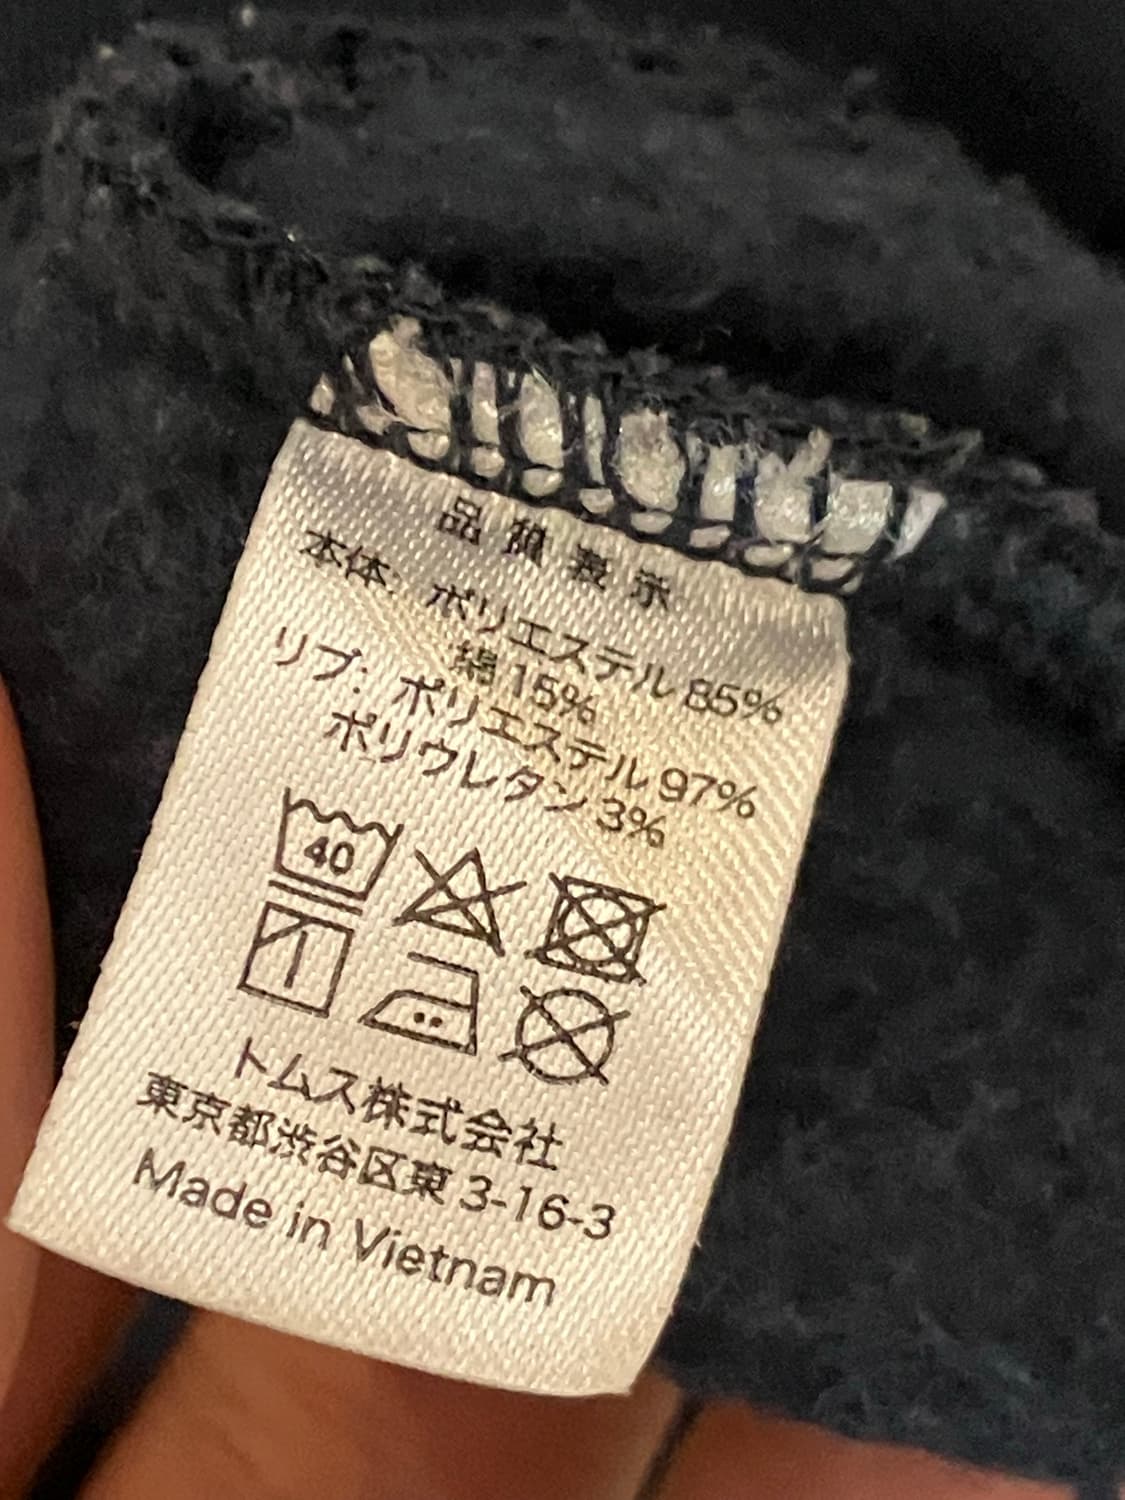 品質表示
本体: ポリエステル 85%
綿 15%
リブ: ポリエステル 97%
ポリウレタン 3%
40
トムス株式会社
東京都渋谷区東 3-16-3
Made in Vietnam